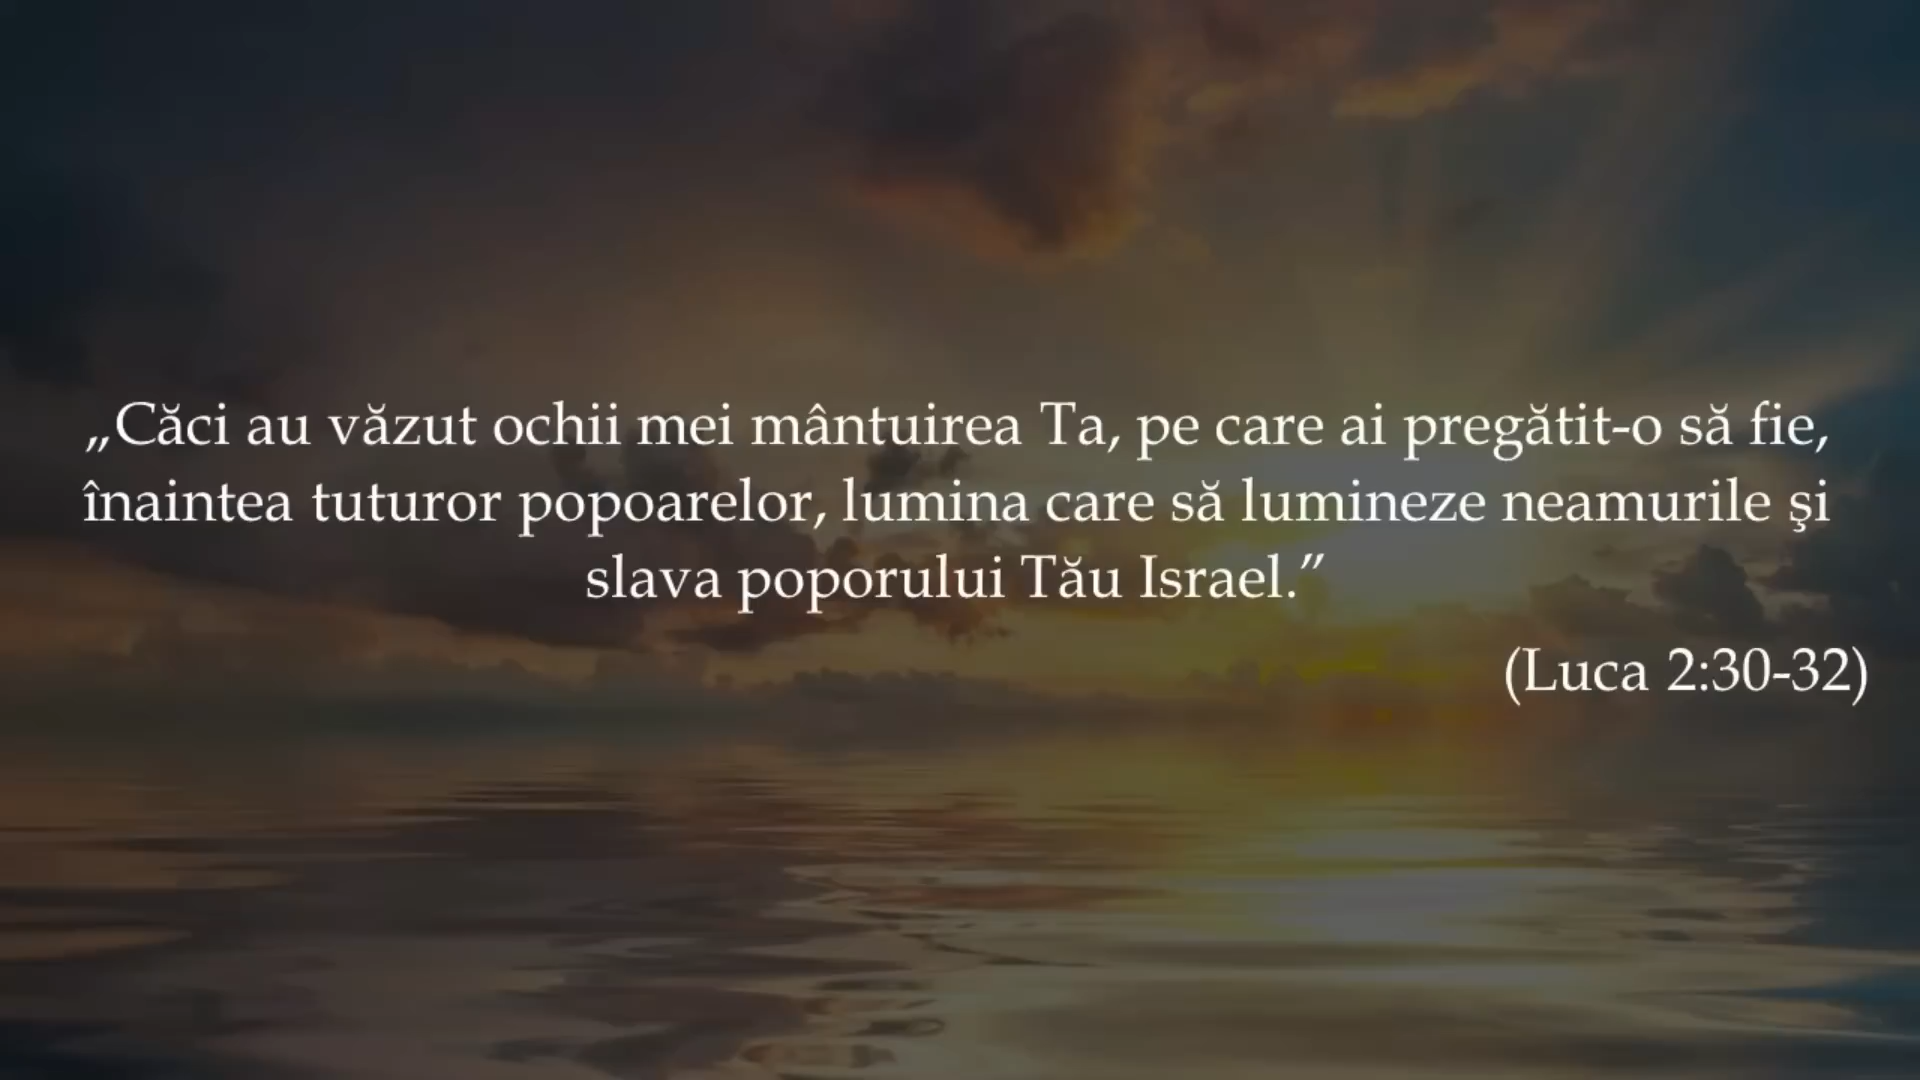 „Căci au văzut ochii mei mântuirea Ta, pe care ai pregătit-o să fie,
înaintea tuturor popoarelor, lumina care să lumineze neamurile şi
slava poporului Tău Israel.”
(Luca 2:30-32)